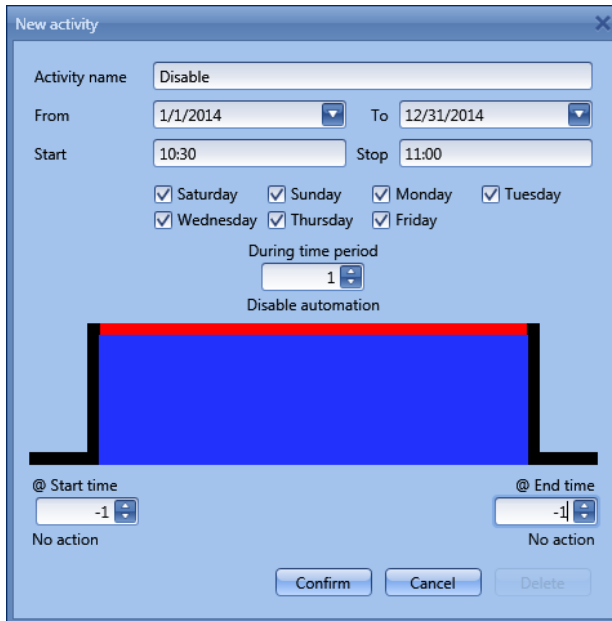 New activity
Activity name Disable
From 1/1/2014 To 12/31/2014
Start 10:30 Stop 11:00
Saturday Sunday Monday Tuesday
Wednesday Thursday Friday
During time period
1
Disable automation
@ Start time @ End time
-1 -1
No action No action
Confirm Cancel Delete